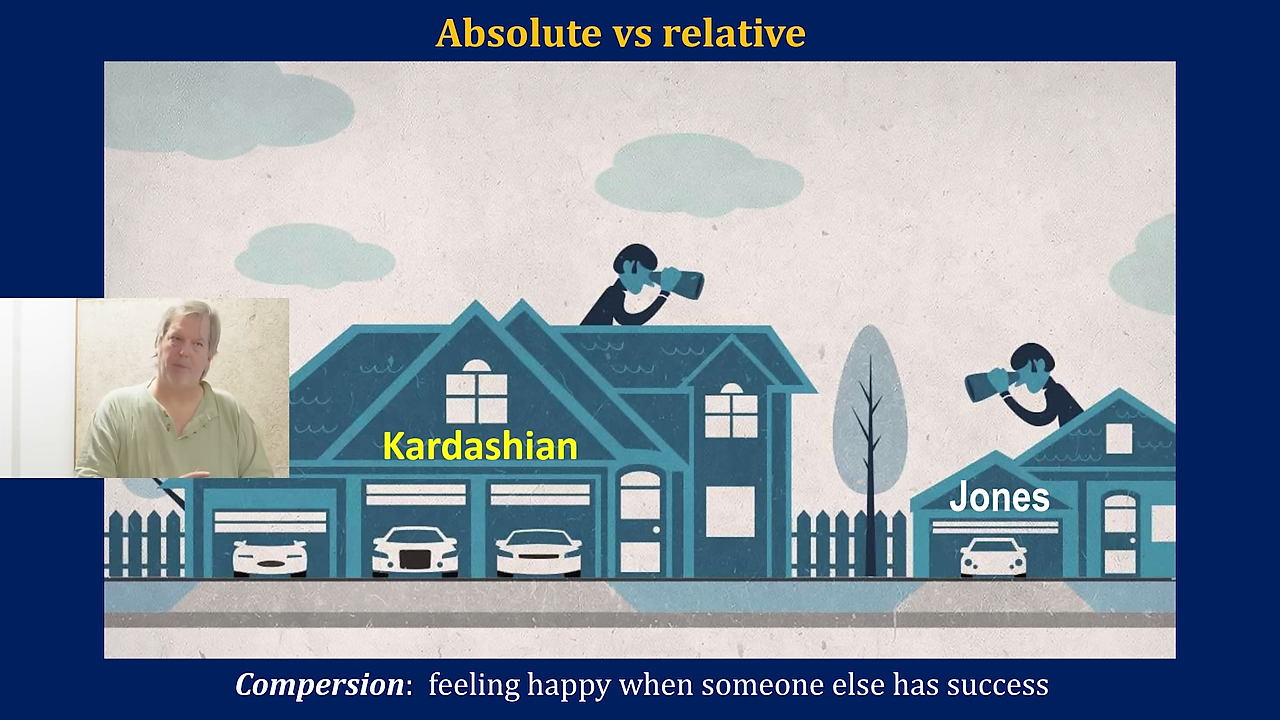 Absolute vs relative
Kardashian
Jones
Compersion: feeling happy when someone else has success